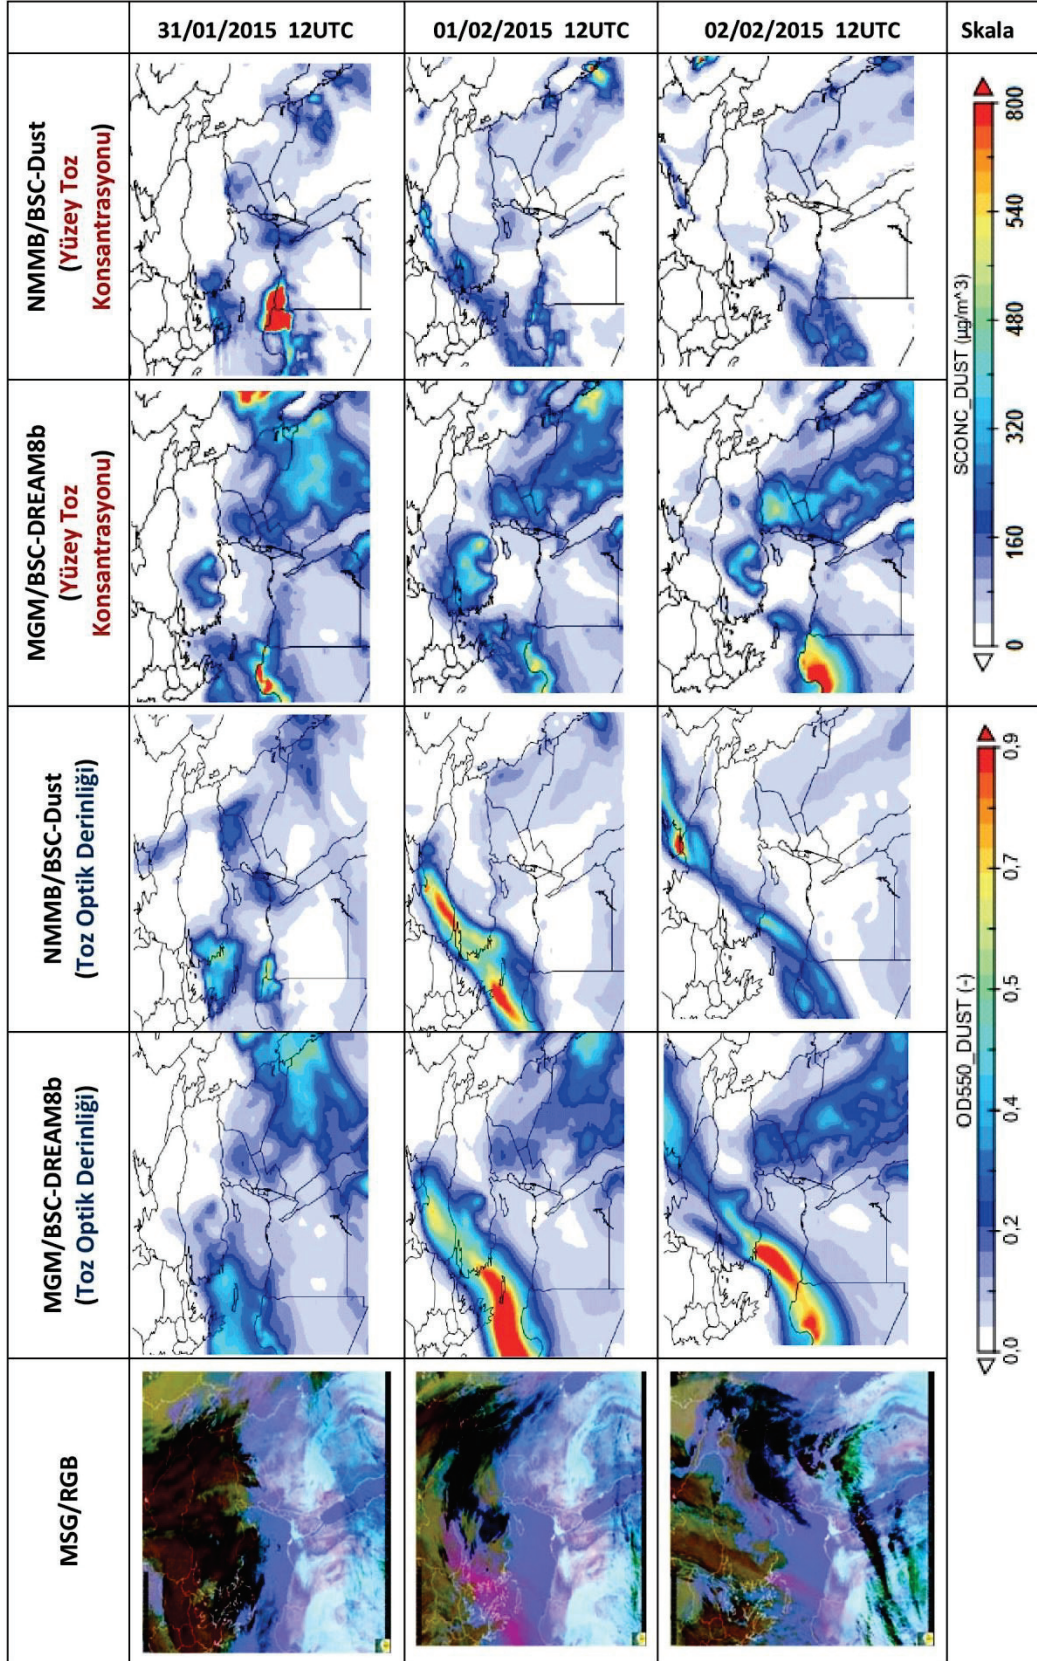 31/01/2015 12UTC
01/02/2015 12UTC
02/02/2015 12UTC
Skala
NMMB/BSC-Dust
(Yüzey Toz
Konsantrasyonu)
MGM/BSC-DREAM8b
(Yüzey Toz
Konsantrasyonu)
0 160 320 480 540 800
SCONC_DUST (µg/m^3)
NMMB/BSC-Dust
(Toz Optik Derinliği)
MGM/BSC-DREAM8b
(Toz Optik Derinliği)
0.0 0.2 0.4 0.5 0.7 0.9
OD550_DUST (-)
MSG/RGB